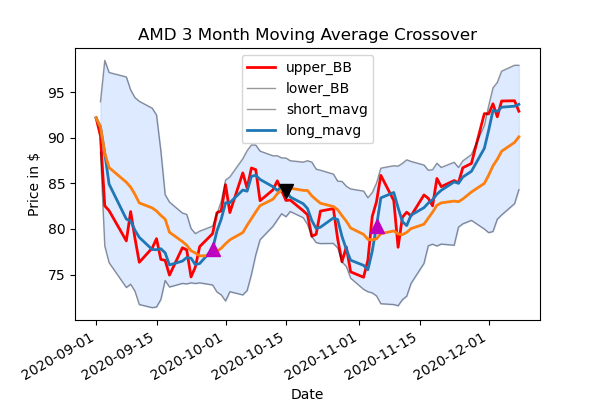 AMD 3 Month Moving Average Crossover
upper_BB
lower_BB
short_mavg
long_mavg
95
90
85
80
75
Price in $
2020-09-01
2020-09-15
2020-10-01
2020-10-15
2020-11-01
2020-11-15
2020-12-01
Date